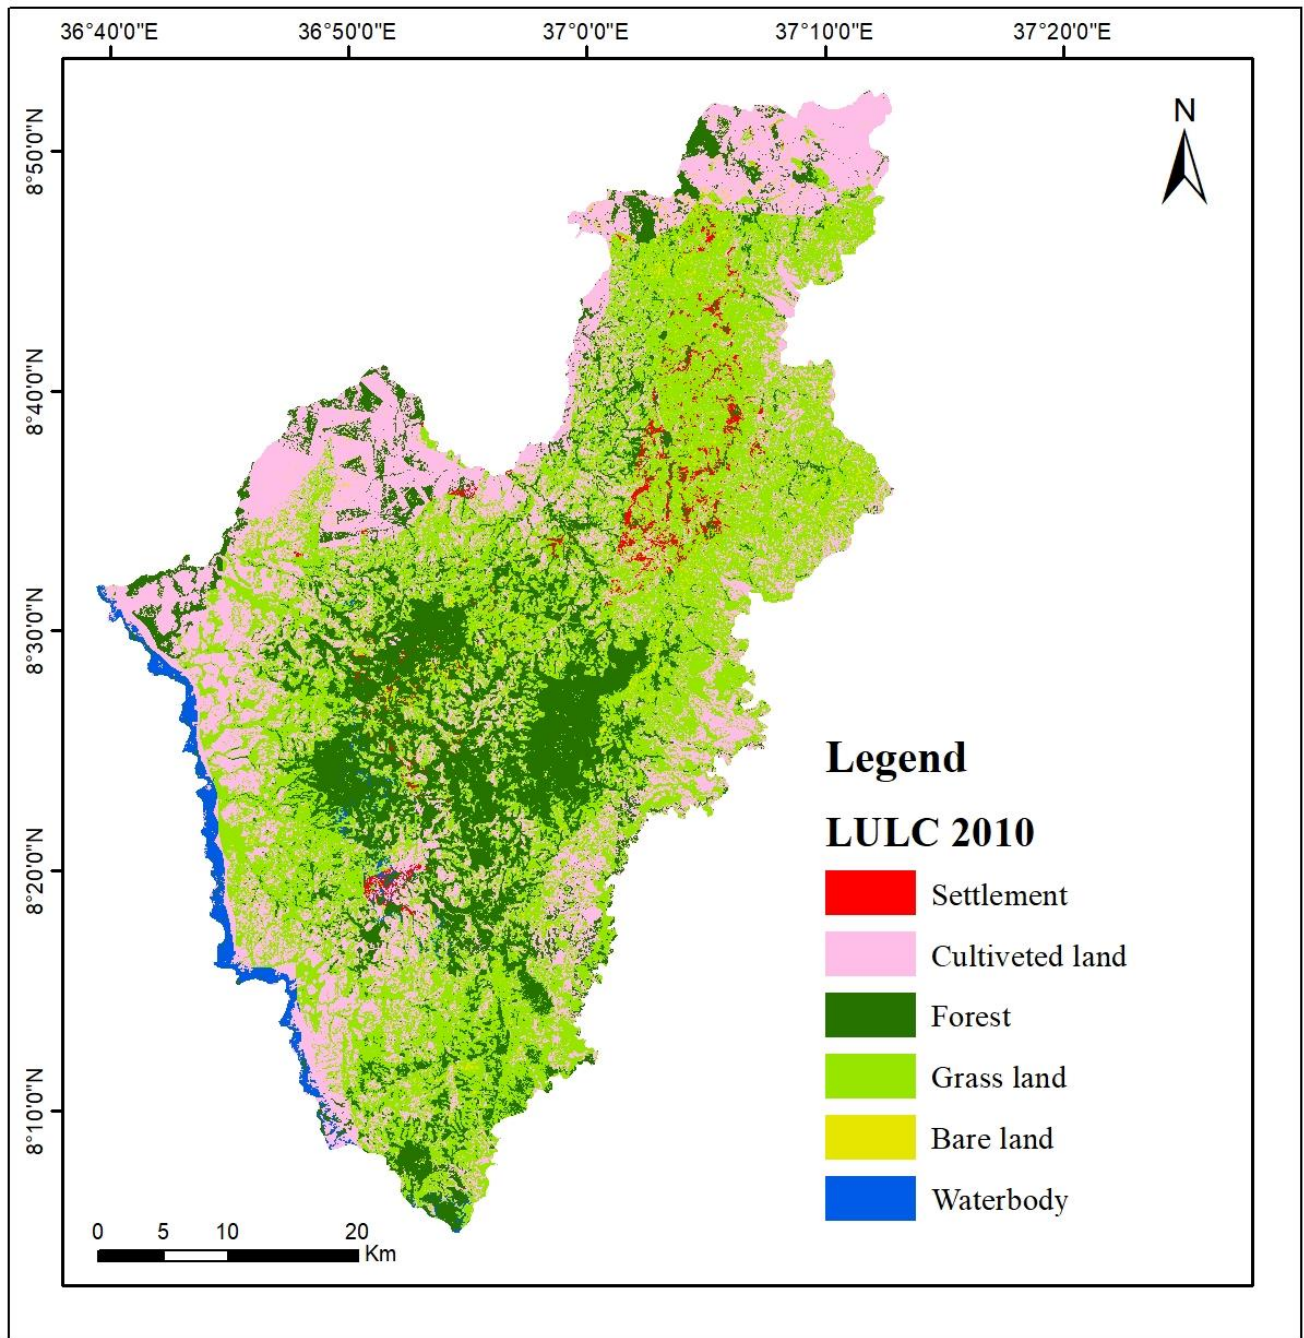 36°40'0"E 36°50'0"E 37°0'0"E 37°10'0"E 37°20'0"E
N
8°50'0"N
8°40'0"N
8°30'0"N
8°20'0"N
8°10'0"N
Legend
LULC 2010
Settlement
Cultiveted land
Forest
Grass land
Bare land
Waterbody
0 5 10 20
Km